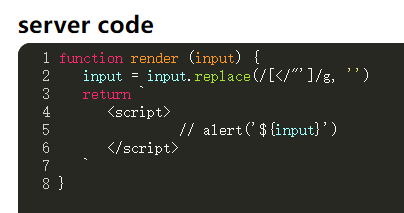 server code
1 function render (input) {
2 input = input.replace(/[</"']/g, '')
3 return `
4 <script>
5 // alert('${input}')
6 </script>
7 `
8 }